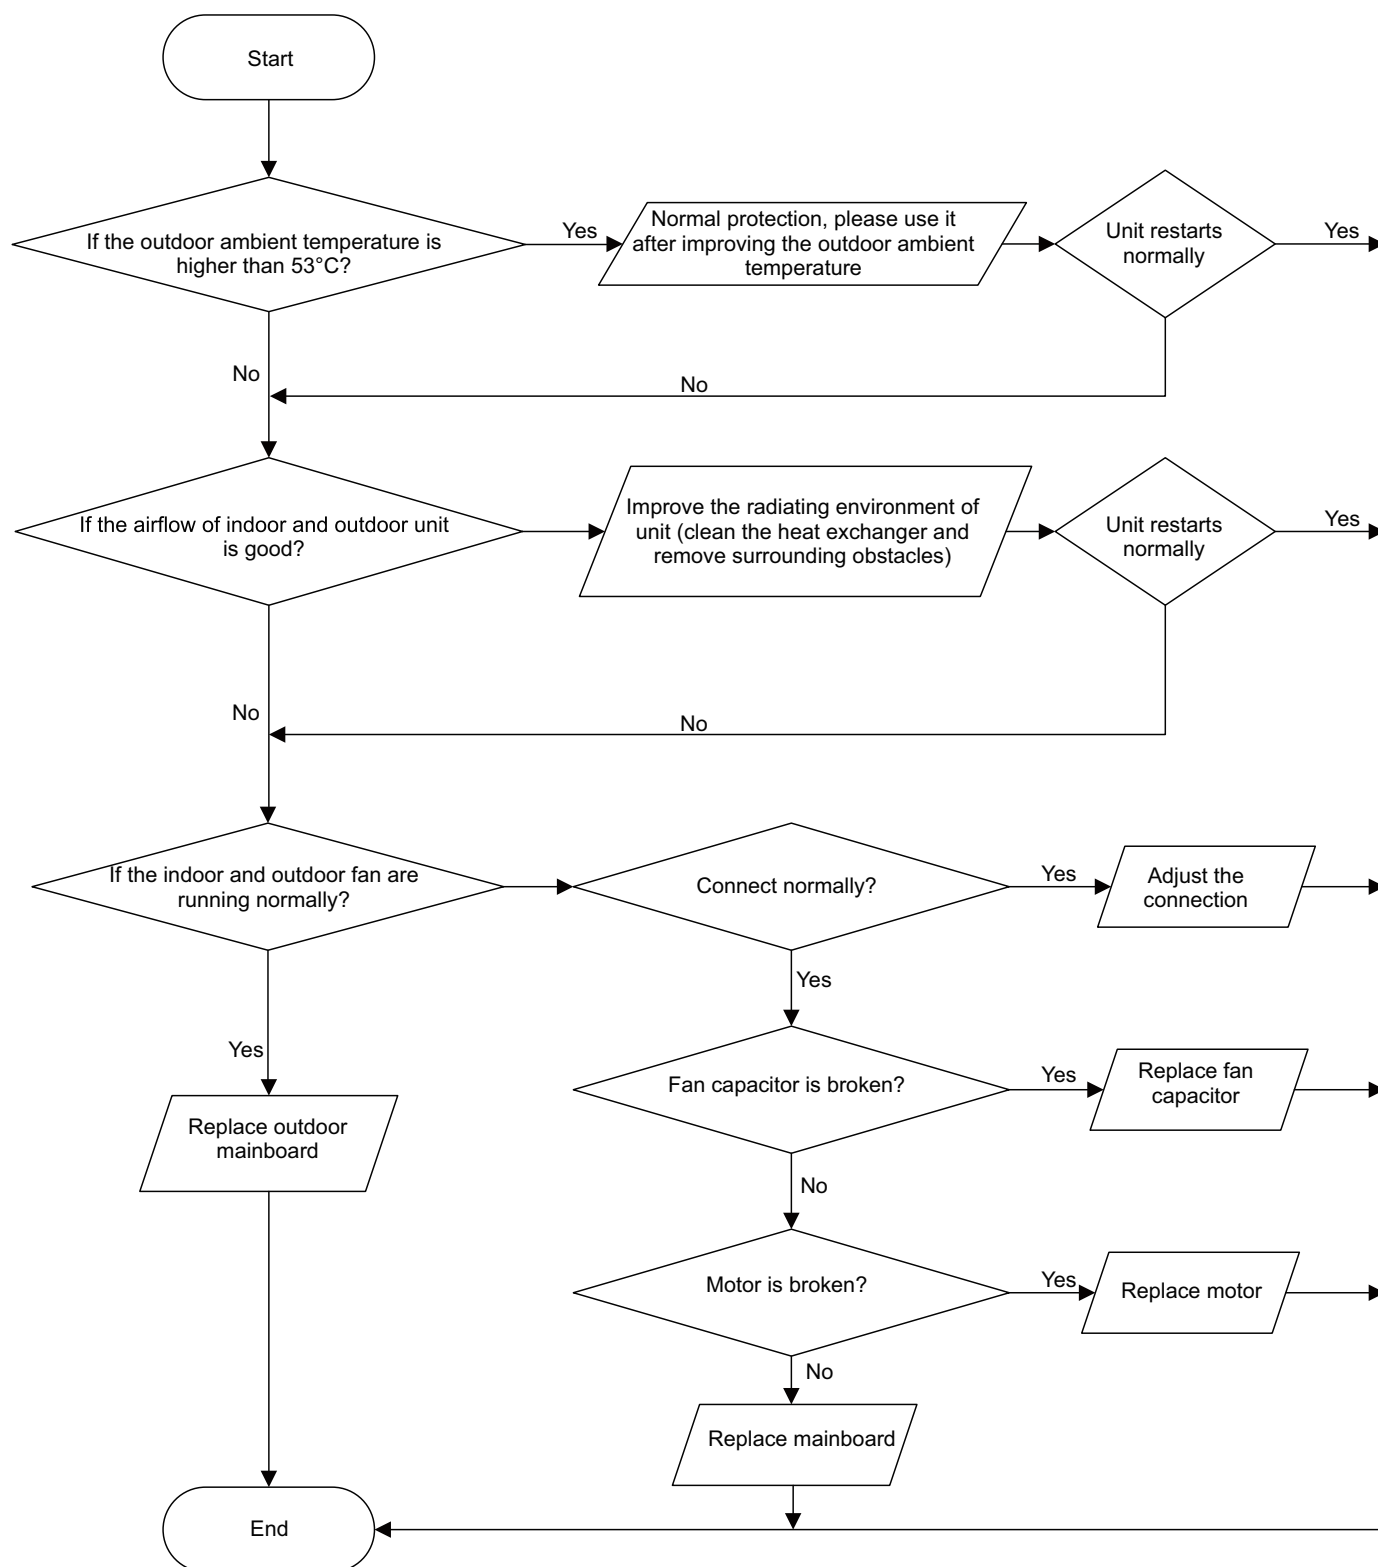 Start
If the outdoor ambient temperature is
higher than 53°C?
Yes
Normal protection, please use it
after improving the outdoor ambient
temperature
Unit restarts
normally
Yes
No
No
If the airflow of indoor and outdoor unit
is good?
Improve the radiating environment of
unit (clean the heat exchanger and
remove surrounding obstacles)
Unit restarts
normally
Yes
No
No
If the indoor and outdoor fan are
running normally?
Connect normally?
Yes
Adjust the
connection
Yes
Yes
Fan capacitor is broken?
Yes
Replace fan
capacitor
Replace outdoor
mainboard
No
Motor is broken?
Yes
Replace motor
No
Replace mainboard
End